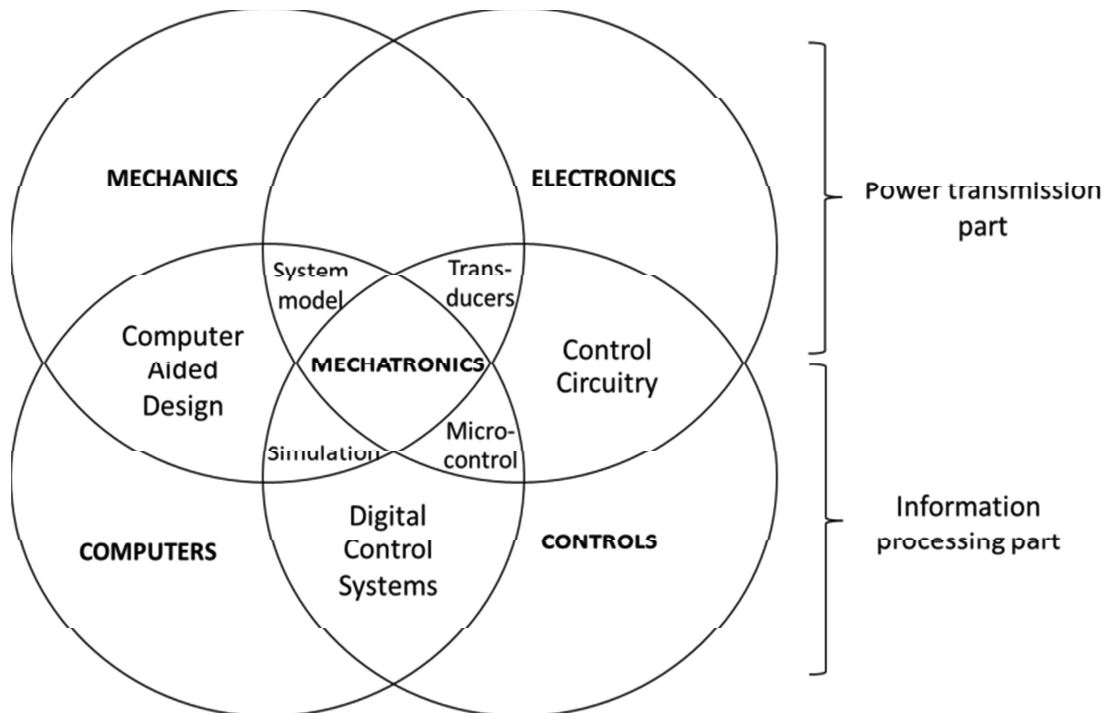 MECHANICS
ELECTRONICS
Power transmission
part
System
model
Trans-
ducers
Computer
Aided
Design
MECHATRONICS
Control
Circuitry
Simulation
Micro-
control
COMPUTERS
Digital
Control
Systems
CONTROLS
Information
processing part